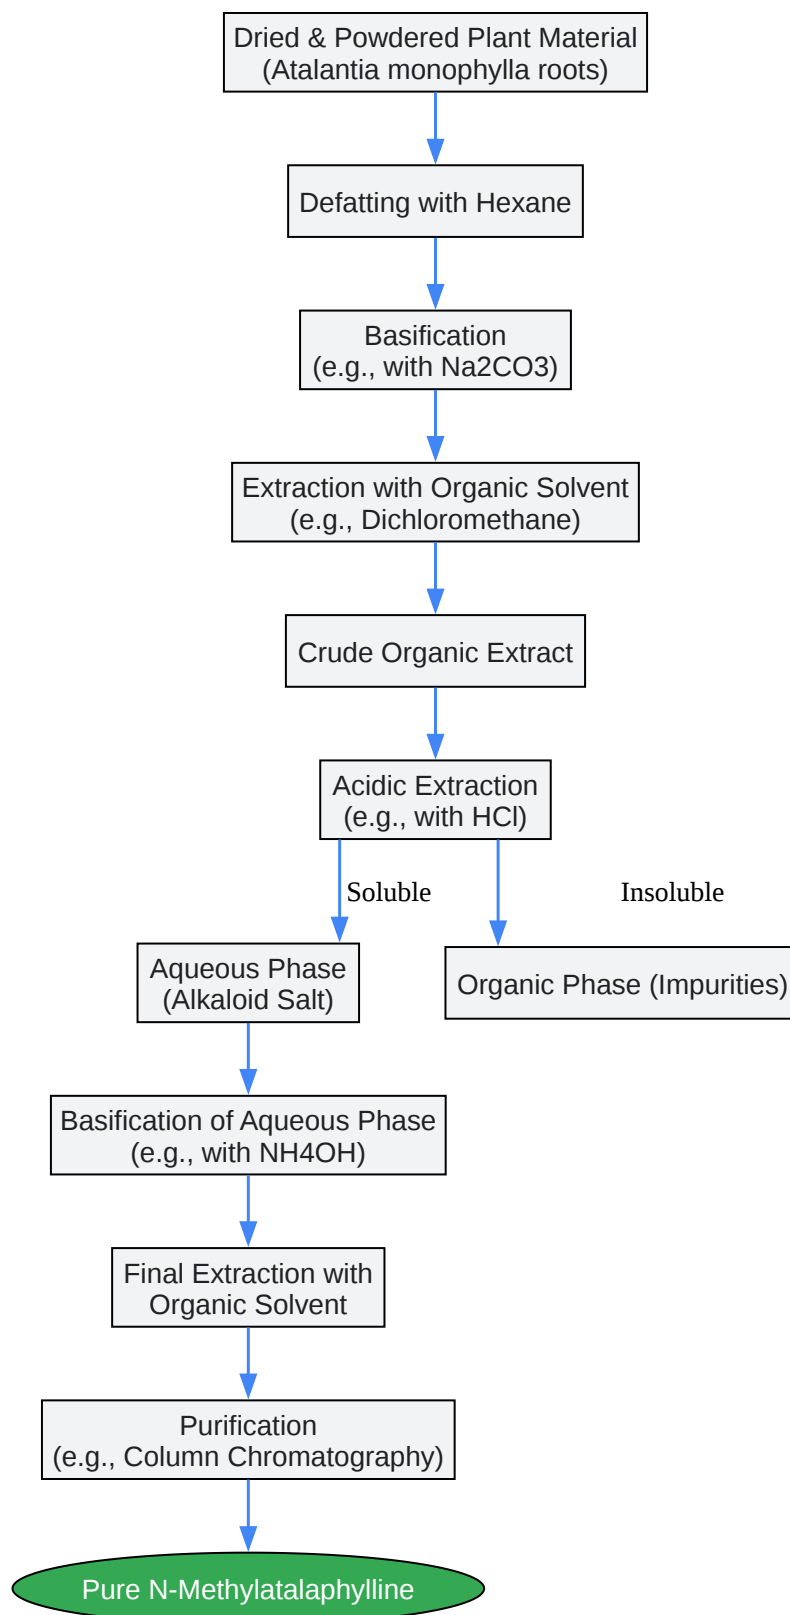 Dried & Powdered Plant Material
(Atalantia monophylla roots)
Defatting with Hexane
Basification
(e.g., with Na2CO3)
Extraction with Organic Solvent
(e.g., Dichloromethane)
Crude Organic Extract
Acidic Extraction
(e.g., with HCl)
Soluble
Insoluble
Aqueous Phase
(Alkaloid Salt)
Organic Phase (Impurities)
Basification of Aqueous Phase
(e.g., with NH4OH)
Final Extraction with
Organic Solvent
Purification
(e.g., Column Chromatography)
Pure N-Methylatalaphylline